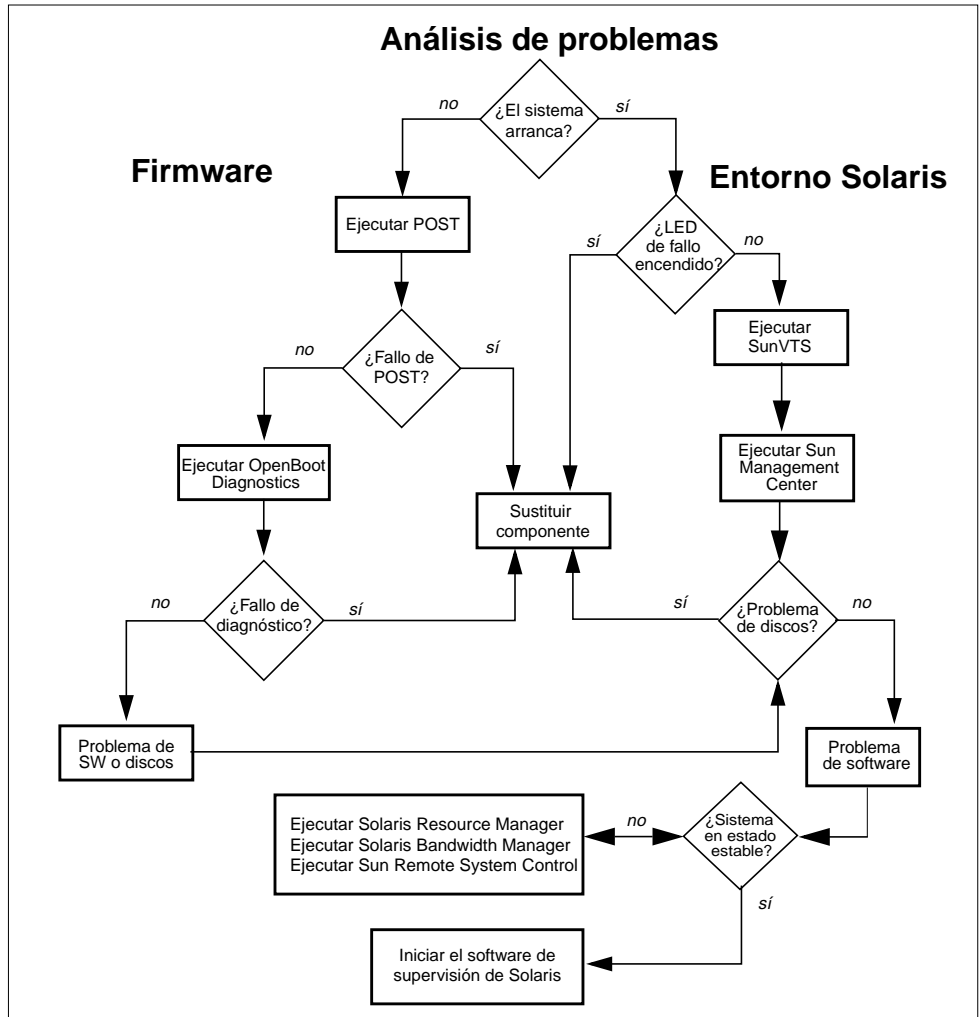 Análisis de problemas
no
¿El sistema
arranca?
sí
Firmware
Entorno Solaris
Ejecutar POST
sí
¿LED
de fallo
encendido?
no
no
¿Fallo de
POST?
sí
Ejecutar
SunVTS
Ejecutar OpenBoot
Diagnostics
Ejecutar Sun
Management
Center
Sustituir
componente
no
¿Fallo de
diagnóstico?
sí
sí
¿Problema
de discos?
no
Problema de
SW o discos
Problema
de software
Ejecutar Solaris Resource Manager
Ejecutar Solaris Bandwidth Manager
Ejecutar Sun Remote System Control
no
¿Sistema
en estado
estable?
sí
Iniciar el software de
supervisión de Solaris